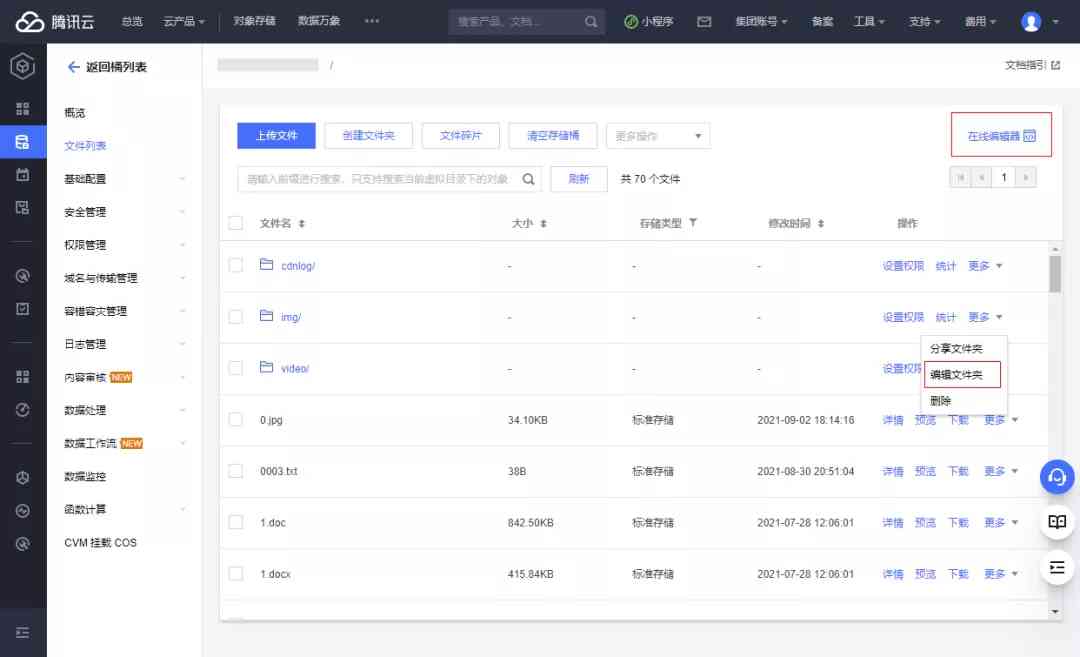 腾讯云 总览 云产品 对象存储 数据万象 ••• 搜索产品、文档... 小程序 集团账号 备案 工具 支持 费用
返回桶列表
/
文档指引
概览
文件列表
基础配置
安全管理
权限管理
域名与传输管理
容错容灾管理
日志管理
内容审核 NEW
数据处理
数据工作流 NEW
数据监控
函数计算
CVM 挂载 COS
上传文件 创建文件夹 文件碎片 清空存储桶 更多操作 在线编辑器
请输入前缀进行搜索，只支持搜索当前虚拟目录下的对象 刷新 共 70 个文件 1
文件名 大小 存储类型 修改时间 操作
cdnlog/ - - - 设置权限 统计 更多
img/ - - - 设置权限 统计 更多
video/ - - - 设置权限
分享文件夹
编辑文件夹
删除
0.jpg 34.10KB 标准存储 2021-09-02 18:14:16 详情 预览 下载 更多
0003.txt 38B 标准存储 2021-08-30 20:51:04 详情 预览 下载 更多
1.doc 842.50KB 标准存储 2021-07-28 12:06:01 详情 预览 下载 更多
1.docx 415.84KB 标准存储 2021-07-28 12:06:01 详情 预览 下载 更多